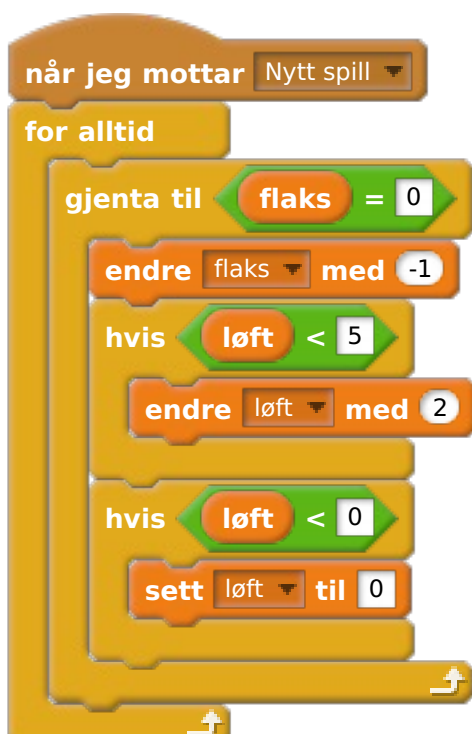 når jeg mottar Nytt spill
for alltid
gjenta til flaks = 0
endre flaks med -1
hvis løft < 5
endre løft med 2
hvis løft < 0
sett løft til 0